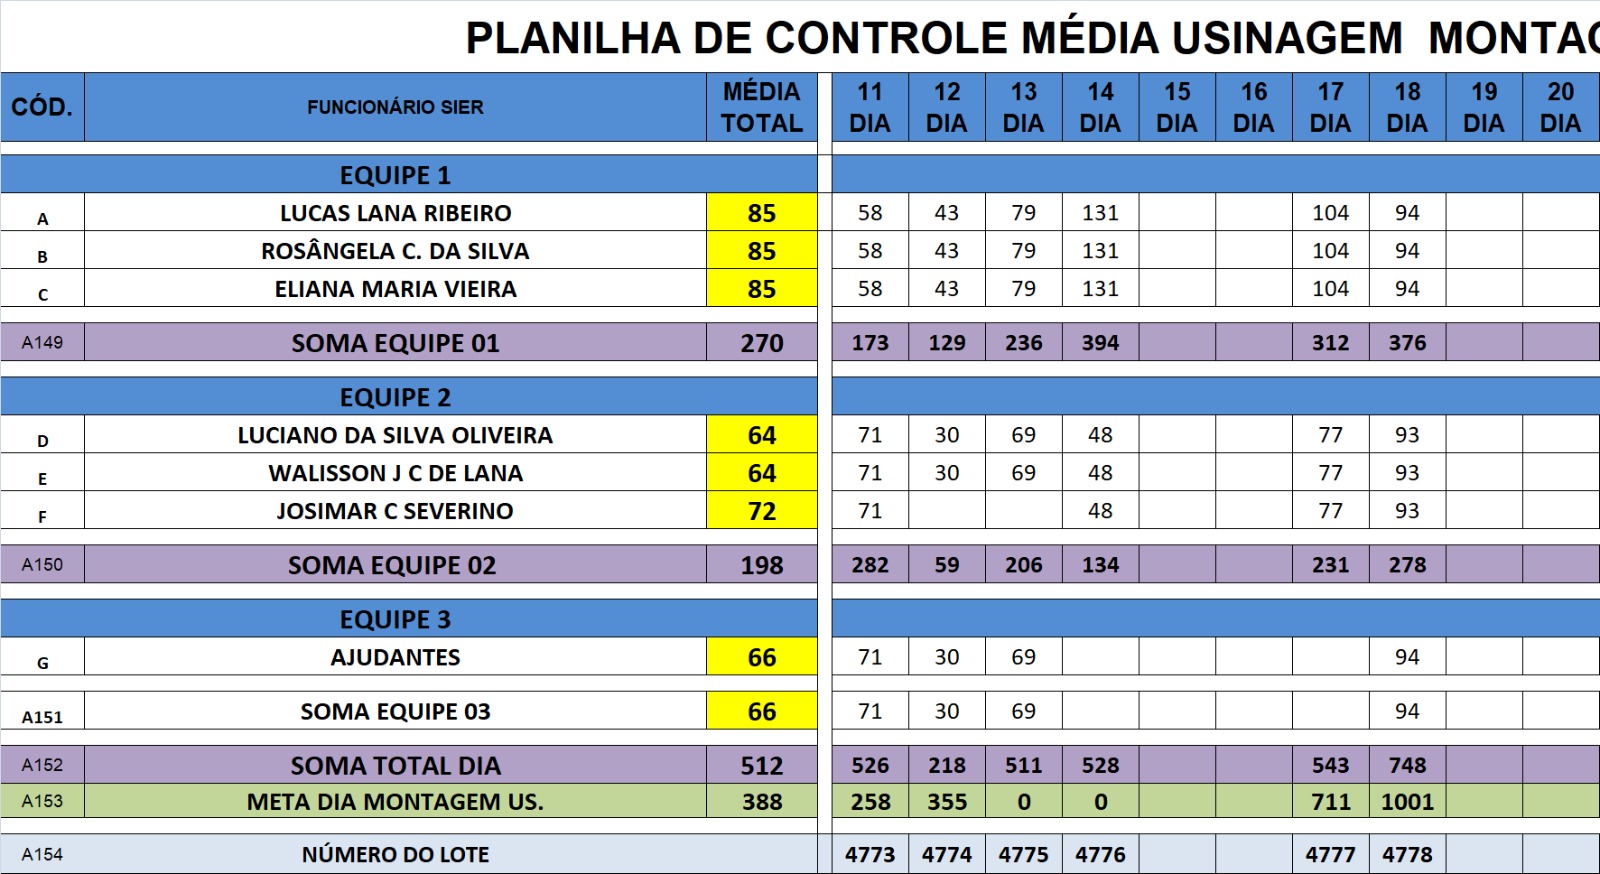 PLANILHA DE CONTROLE MÉDIA USINAGEM MONTAG
CÓD. FUNCIONÁRIO SIER MÉDIA TOTAL 11 DIA 12 DIA 13 DIA 14 DIA 15 DIA 16 DIA 17 DIA 18 DIA 19 DIA 20 DIA
EQUIPE 1
A LUCAS LANA RIBEIRO 85 58 43 79 131 104 94
B ROSÂNGELA C. DA SILVA 85 58 43 79 131 104 94
C ELIANA MARIA VIEIRA 85 58 43 79 131 104 94
A149 SOMA EQUIPE 01 270 173 129 236 394 312 376
EQUIPE 2
D LUCIANO DA SILVA OLIVEIRA 64 71 30 69 48 77 93
E WALISSON J C DE LANA 64 71 30 69 48 77 93
F JOSIMAR C SEVERINO 72 71 48 77 93
A150 SOMA EQUIPE 02 198 282 59 206 134 231 278
EQUIPE 3
G AJUDANTES 66 71 30 69 94
A151 SOMA EQUIPE 03 66 71 30 69 94
A152 SOMA TOTAL DIA 512 526 218 511 528 543 748
A153 META DIA MONTAGEM US. 388 258 355 0 0 711 1001
A154 NÚMERO DO LOTE 4773 4774 4775 4776 4777 4778